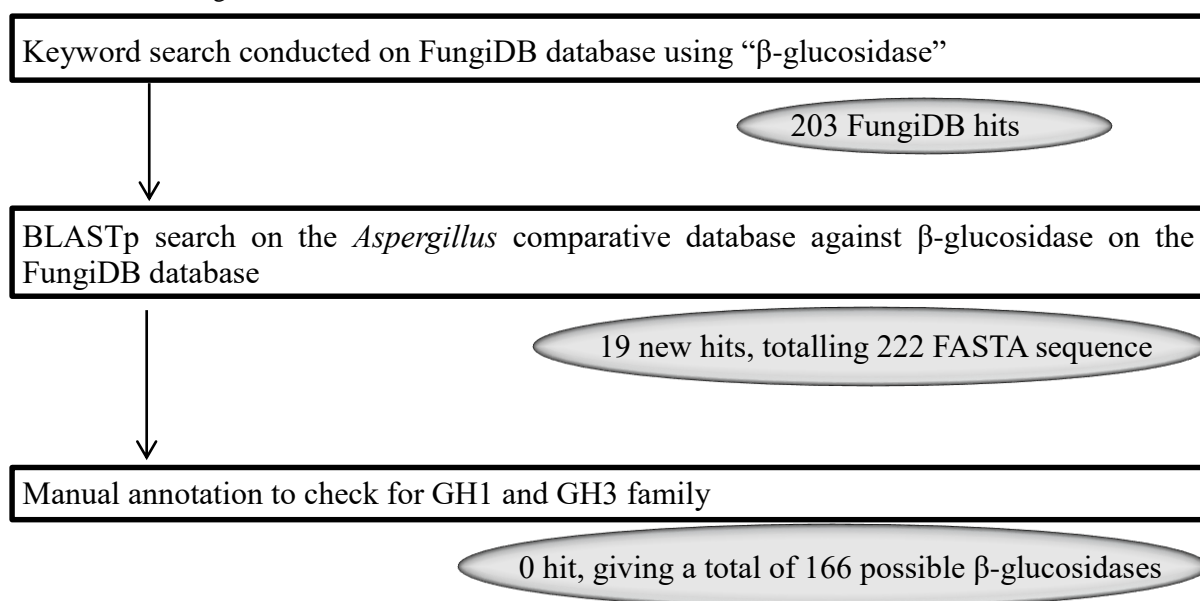 Keyword search conducted on FungiDB database using “β-glucosidase”
203 FungiDB hits
BLASTp search on the Aspergillus comparative database against β-glucosidase on the
FungiDB database
19 new hits, totalling 222 FASTA sequence
Manual annotation to check for GH1 and GH3 family
0 hit, giving a total of 166 possible β-glucosidases